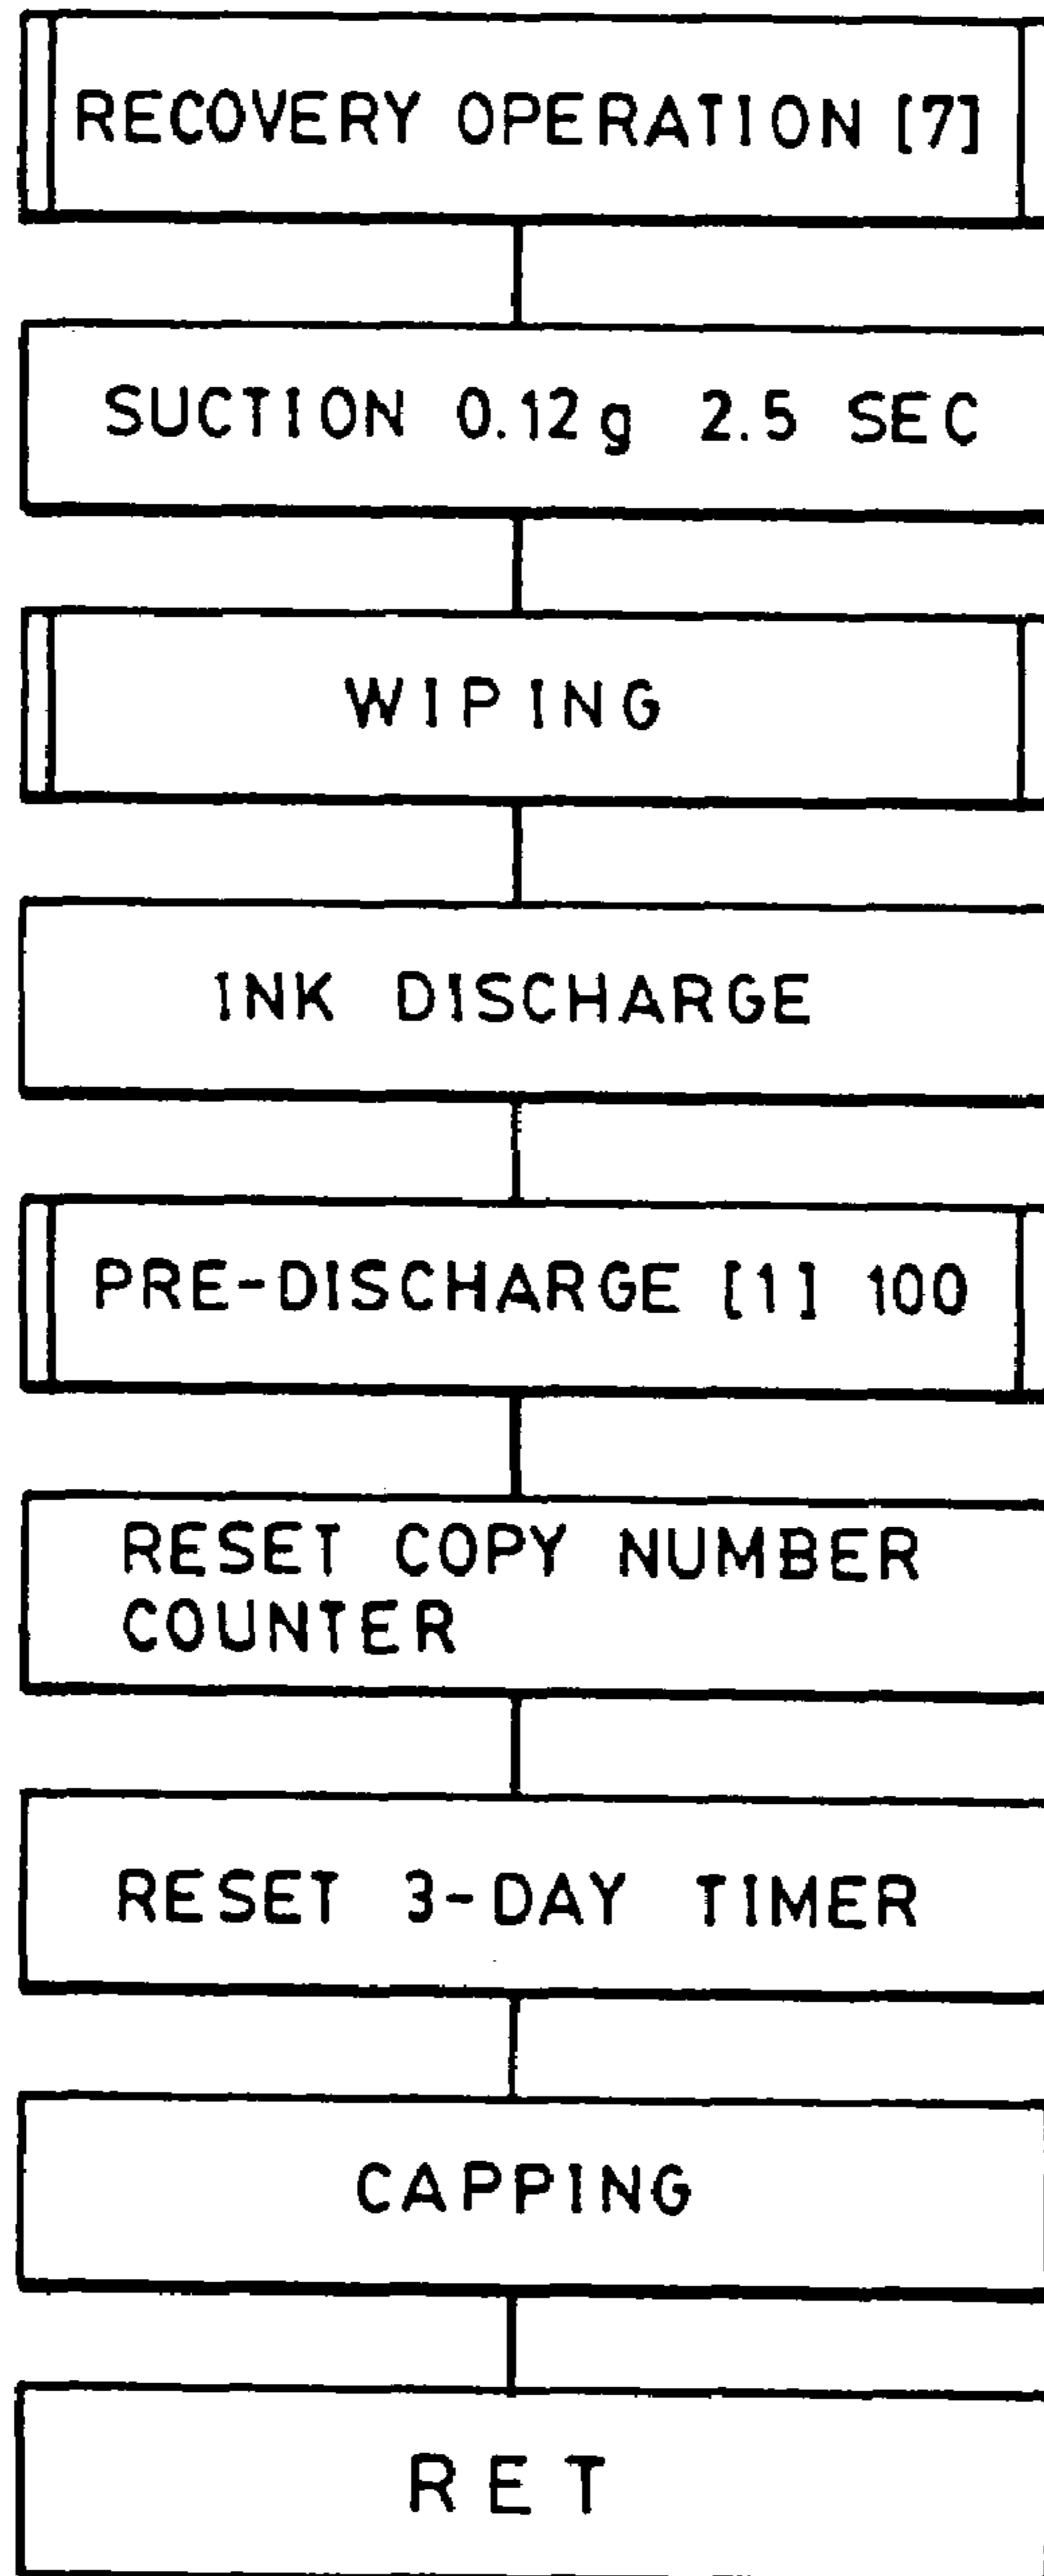 RECOVERY OPERATION [7]
SUCTION 0.12g 2.5 SEC
WIPING
INK DISCHARGE
PRE-DISCHARGE [1] 100
RESET COPY NUMBER
COUNTER
RESET 3-DAY TIMER
CAPPING
RET